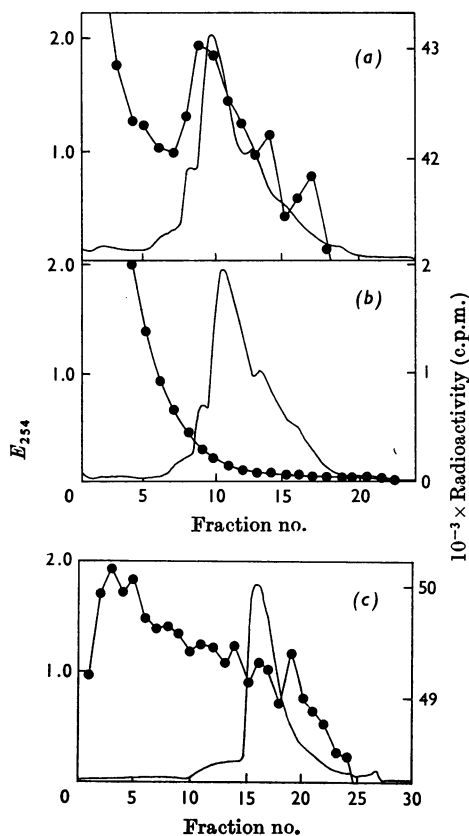 2.0
1.0
43
42
(a)
2.0
1.0
2
1
0
(b)
0 5 10 15 20
Fraction no.
E254
10⁻³ × Radioactivity (c.p.m.)
2.0
1.0
50
49
(c)
0 5 10 15 20 25 30
Fraction no.